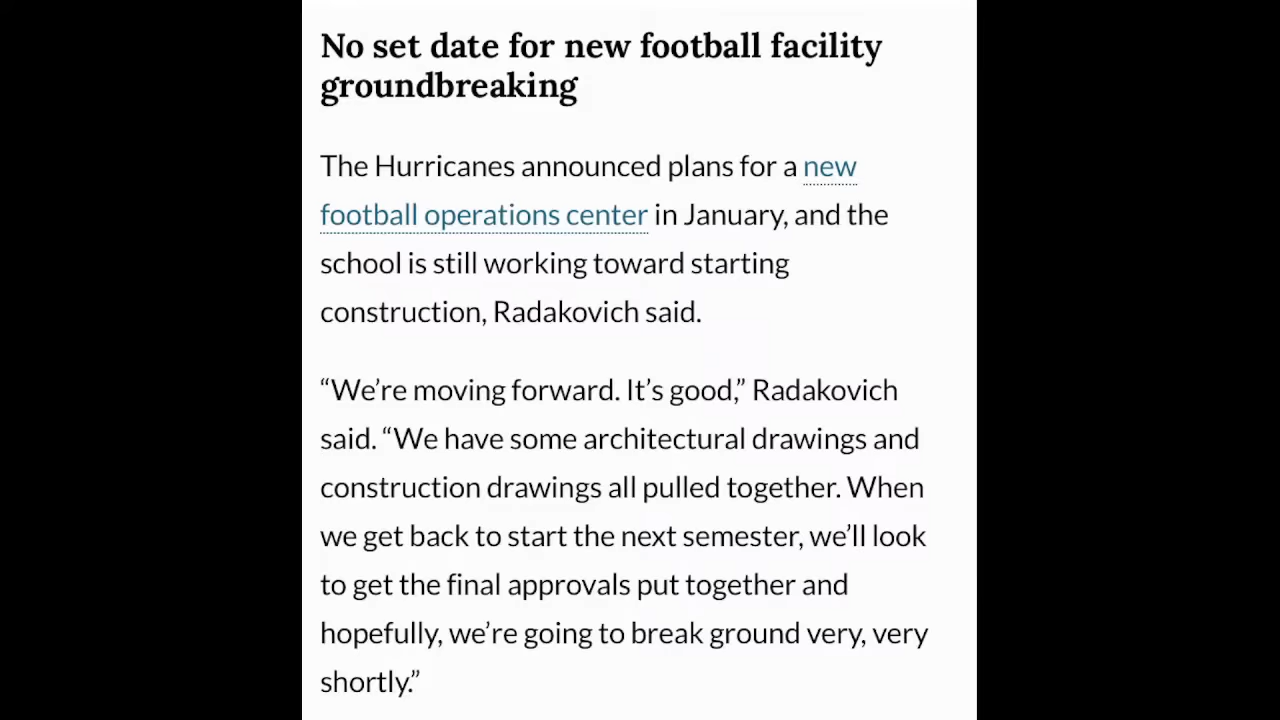 No set date for new football facility
groundbreaking
The Hurricanes announced plans for a new
football operations center in January, and the
school is still working toward starting
construction, Radakovich said.
“We’re moving forward. It’s good,” Radakovich
said. “We have some architectural drawings and
construction drawings all pulled together. When
we get back to start the next semester, we’ll look
to get the final approvals put together and
hopefully, we’re going to break ground very, very
shortly.”